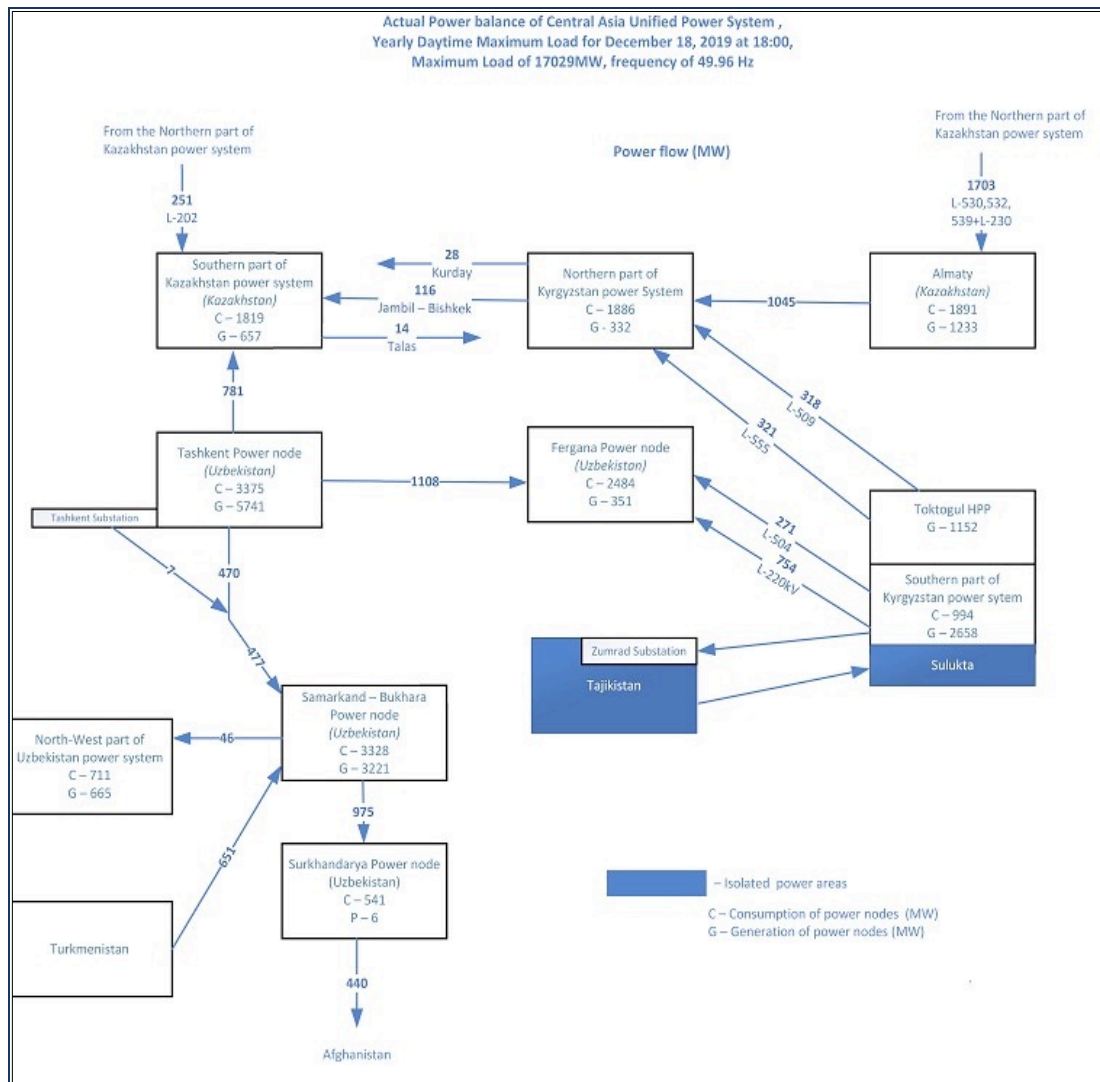 Actual Power balance of Central Asia Unified Power System ,
Yearly Daytime Maximum Load for December 18, 2019 at 18:00,
Maximum Load of 17029MW, frequency of 49.96 Hz
From the Northern part of
Kazakhstan power system
From the Northern part of
Kazakhstan power system
Power flow (MW)
251
L-202
1703
L-530,532,
539+L-230
Southern part of
Kazakhstan power system
(Kazakhstan)
C – 1819
G – 657
28
Kurday
116
Jambil – Bishkek
14
Talas
Northern part of
Kyrgyzstan power System
C – 1886
G - 332
1045
Almaty
(Kazakhstan)
C – 1891
G – 1233
781
318
L-509
321
L-555
Tashkent Power node
(Uzbekistan)
C – 3375
G – 5741
Tashkent Substation
1108
Fergana Power node
(Uzbekistan)
C – 2484
G – 351
271
L-504
754
L-220kV
Toktogul HPP
G – 1152
Southern part of
Kyrgyzstan power sytem
C – 994
G – 2658
Sulukta
7
470
477
Zumrad Substation
Tajikistan
Samarkand – Bukhara
Power node
(Uzbekistan)
C – 3328
G – 3221
46
North-West part of
Uzbekistan power system
C – 711
G – 665
975
651
Surkhandarya Power node
(Uzbekistan)
C – 541
P – 6
Turkmenistan
440
Afghanistan
– Isolated power areas
C – Consumption of power nodes (MW)
G – Generation of power nodes (MW)